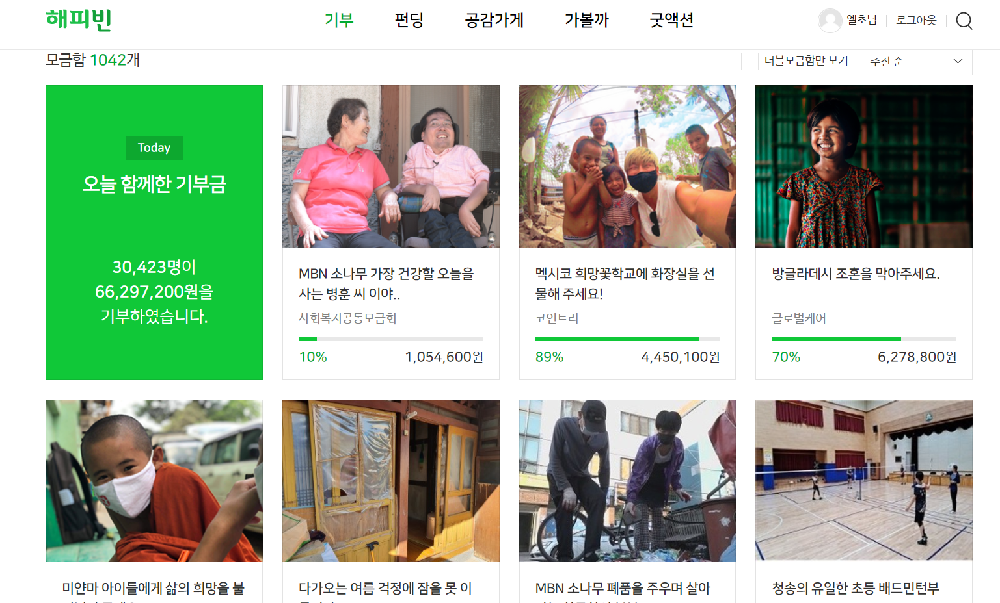 해피빈
기부
펀딩
공감가게
가볼까
굿액션
엘초님
로그아웃
모금함 1042개
더블모금함만 보기
추천 순
Today
오늘 함께한 기부금
30,423명이
66,297,200원을
기부하였습니다.
MBN 소나무 가장 건강할 오늘을
사는 병훈 씨 이야..
사회복지공동모금회
10%
1,054,600원
멕시코 희망꽃학교에 화장실을 선
물해 주세요!
코인트리
89%
4,450,100원
방글라데시 조혼을 막아주세요.
글로벌케어
70%
6,278,800원
미얀마 아이들에게 삶의 희망을 불
다가오는 여름 걱정에 잠을 못 이
MBN 소나무 폐품을 주우며 살아
청송의 유일한 초등 배드민턴부